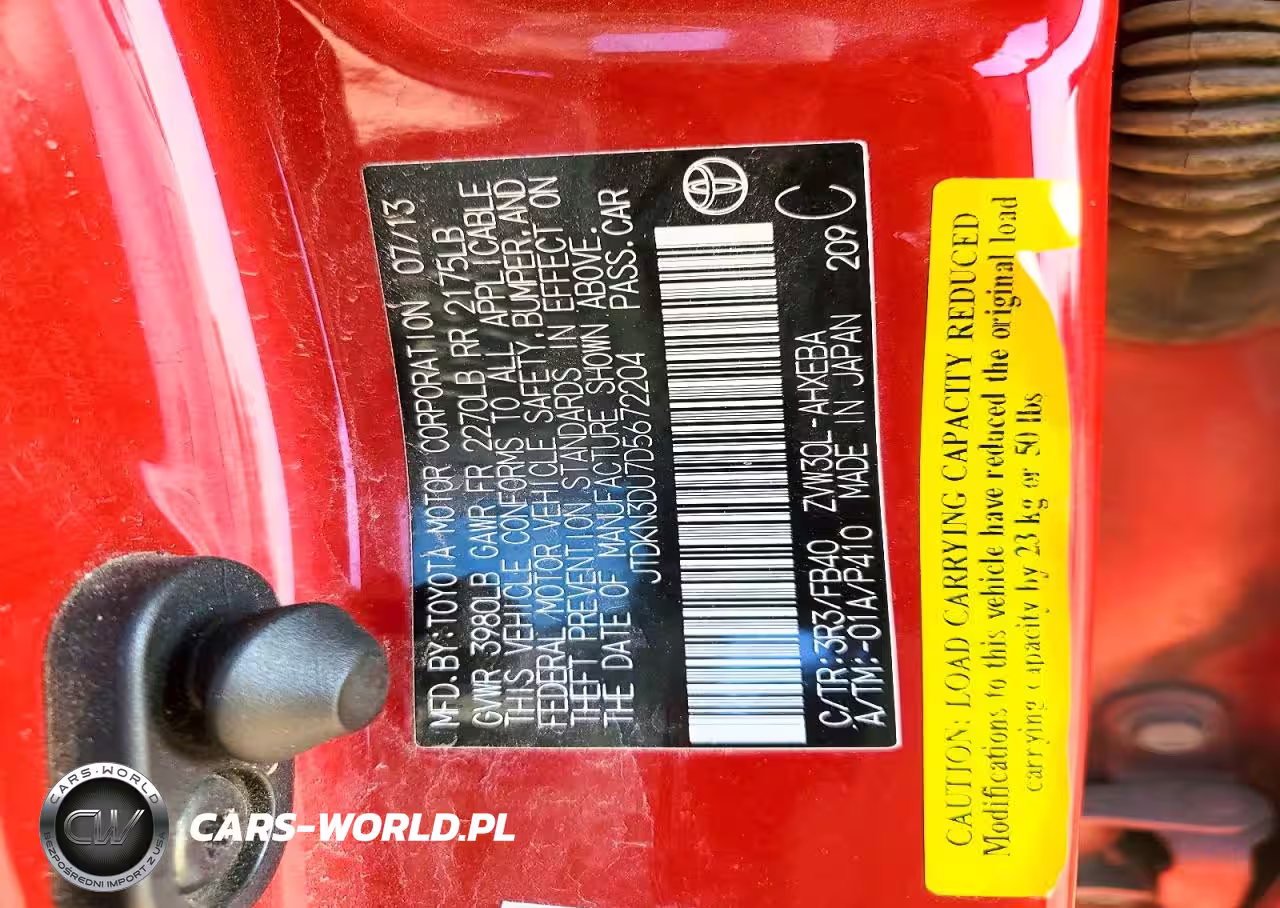 MFD.BY:TOYOTA MOTOR CORPORATION 07/13
GVWR 3980LB GAWR FR 2270LB RR 2175LB
THIS VEHICLE CONFORMS TO ALL APPLICABLE
FEDERAL MOTOR VEHICLE SAFETY, BUMPER, AND
THEFT PREVENTION STANDARDS IN EFFECT ON
THE DATE OF MANUFACTURE SHOWN ABOVE.
JTDKN3DU7D5672204 PASS.CAR
C/TR:3R3/FB40 ZVW30L-AHXEBA
A/TM:-01A/P410 MADE IN JAPAN 209 C
CAUTION: LOAD CARRYING CAPACITY REDUCED
Modifications to this vehicle have reduced the original load
carrying capacity by 23 kg or 50 lbs
CARS-WORLD
CW
BEZPOŚREDNI IMPORT Z USA
CARS-WORLD.PL